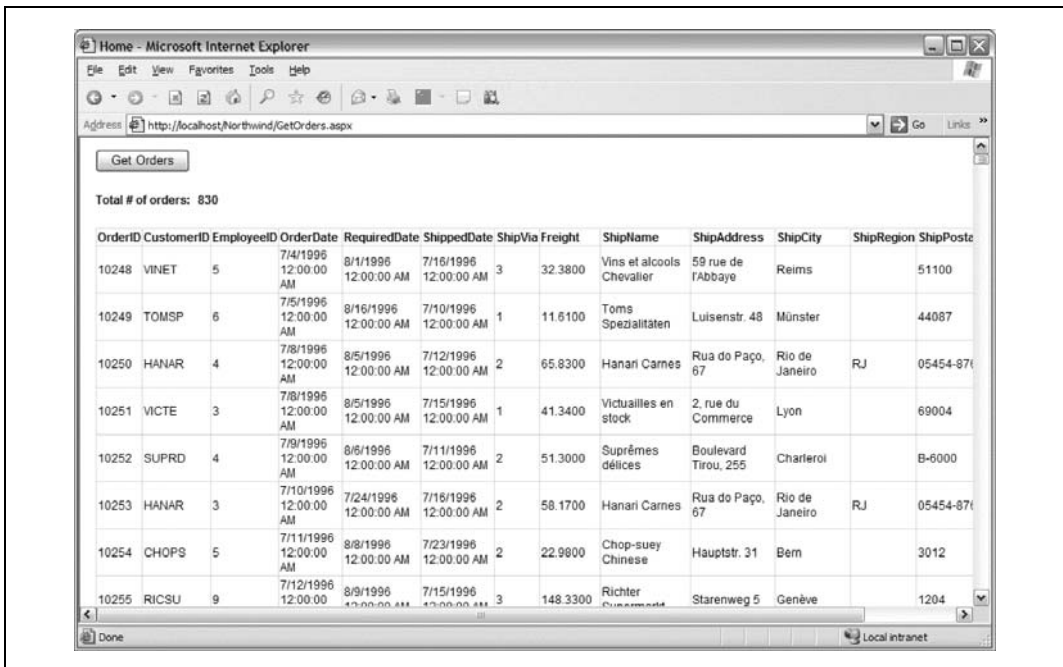 Home - Microsoft Internet Explorer
File Edit View Favorites Tools Help
Address http://localhost/Northwind/GetOrders.aspx Go Links »
Get Orders
Total # of orders: 830
OrderID CustomerID EmployeeID OrderDate RequiredDate ShippedDate ShipVia Freight ShipName ShipAddress ShipCity ShipRegion ShipPosta
10248 VINET 5 7/4/1996 12:00:00 AM 8/1/1996 12:00:00 AM 7/16/1996 12:00:00 AM 3 32.3800 Vins et alcools Chevalier 59 rue de l'Abbaye Reims 51100
10249 TOMSP 6 7/5/1996 12:00:00 AM 8/16/1996 12:00:00 AM 7/10/1996 12:00:00 AM 1 11.6100 Toms Spezialitäten Luisenstr. 48 Münster 44087
10250 HANAR 4 7/8/1996 12:00:00 AM 8/5/1996 12:00:00 AM 7/12/1996 12:00:00 AM 2 65.8300 Hanari Carnes Rua do Paço, 67 Rio de Janeiro RJ 05454-876
10251 VICTE 3 7/8/1996 12:00:00 AM 8/5/1996 12:00:00 AM 7/15/1996 12:00:00 AM 1 41.3400 Victuailles en stock 2, rue du Commerce Lyon 69004
10252 SUPRD 4 7/9/1996 12:00:00 AM 8/6/1996 12:00:00 AM 7/11/1996 12:00:00 AM 2 51.3000 Suprêmes délices Boulevard Tirou, 255 Charleroi B-6000
10253 HANAR 3 7/10/1996 12:00:00 AM 7/24/1996 12:00:00 AM 7/16/1996 12:00:00 AM 2 58.1700 Hanari Carnes Rua do Paço, 67 Rio de Janeiro RJ 05454-876
10254 CHOPS 5 7/11/1996 12:00:00 AM 8/8/1996 12:00:00 AM 7/23/1996 12:00:00 AM 2 22.9800 Chop-suey Chinese Hauptstr. 31 Bern 3012
10255 RICSU 9 7/12/1996 12:00:00 8/9/1996 12:00:00 AM 7/15/1996 12:00:00 AM 3 148.3300 Richter Supermarkt Starenweg 5 Genève 1204
Done Local intranet